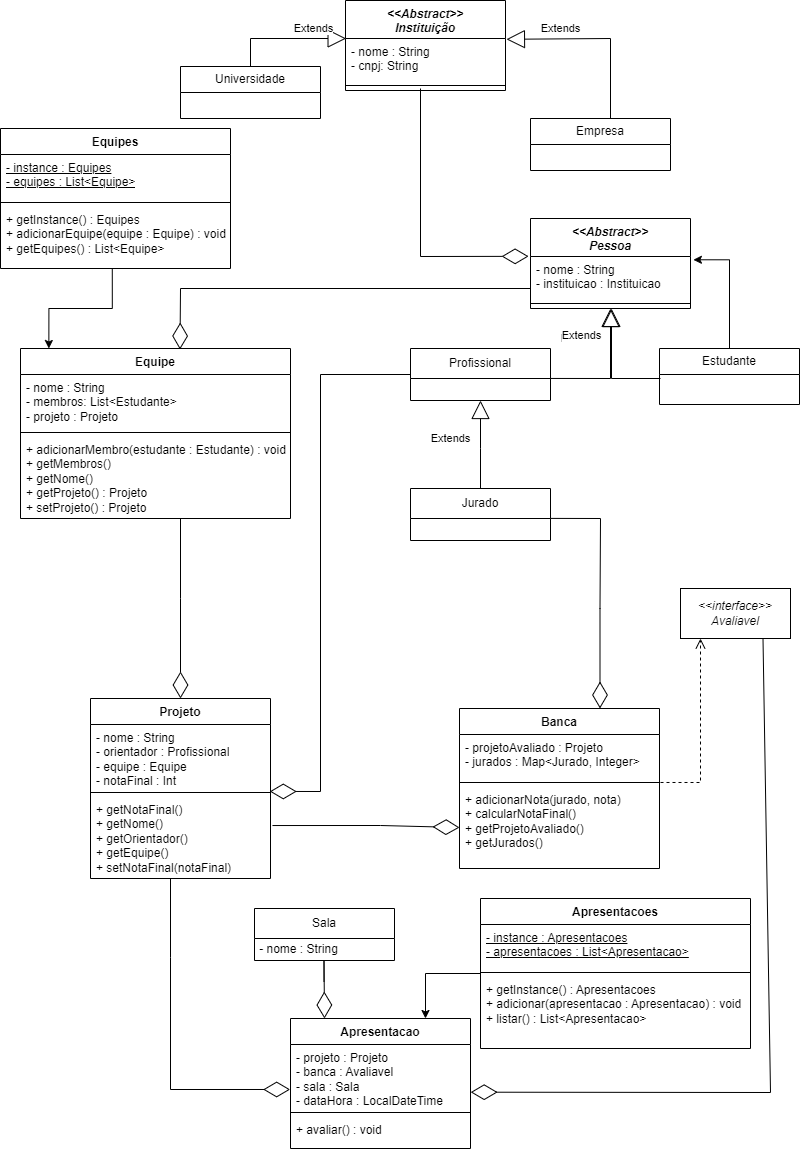 <<Abstract>>
Instituição
- nome : String
- cnpj: String
Extends
Extends
Universidade
Empresa
Equipes
- instance : Equipes
- equipes : List<Equipe>
+ getInstance() : Equipes
+ adicionarEquipe(equipe : Equipe) : void
+ getEquipes() : List<Equipe>
<<Abstract>>
Pessoa
- nome : String
- instituicao : Instituicao
Extends
Equipe
- nome : String
- membros: List<Estudante>
- projeto : Projeto
+ adicionarMembro(estudante : Estudante) : void
+ getMembros()
+ getNome()
+ getProjeto() : Projeto
+ setProjeto() : Projeto
Profissional
Estudante
Extends
Jurado
<<interface>>
Avaliavel
Projeto
- nome : String
- orientador : Profissional
- equipe : Equipe
- notaFinal : Int
+ getNotaFinal()
+ getNome()
+ getOrientador()
+ getEquipe()
+ setNotaFinal(notaFinal)
Banca
- projetoAvaliado : Projeto
- jurados : Map<Jurado, Integer>
+ adicionarNota(jurado, nota)
+ calcularNotaFinal()
+ getProjetoAvaliado()
+ getJurados()
Sala
- nome : String
Apresentacoes
- instance : Apresentacoes
- apresentacoes : List<Apresentacao>
+ getInstance() : Apresentacoes
+ adicionar(apresentacao : Apresentacao) : void
+ listar() : List<Apresentacao>
Apresentacao
- projeto : Projeto
- banca : Avaliavel
- sala : Sala
- dataHora : LocalDateTime
+ avaliar() : void